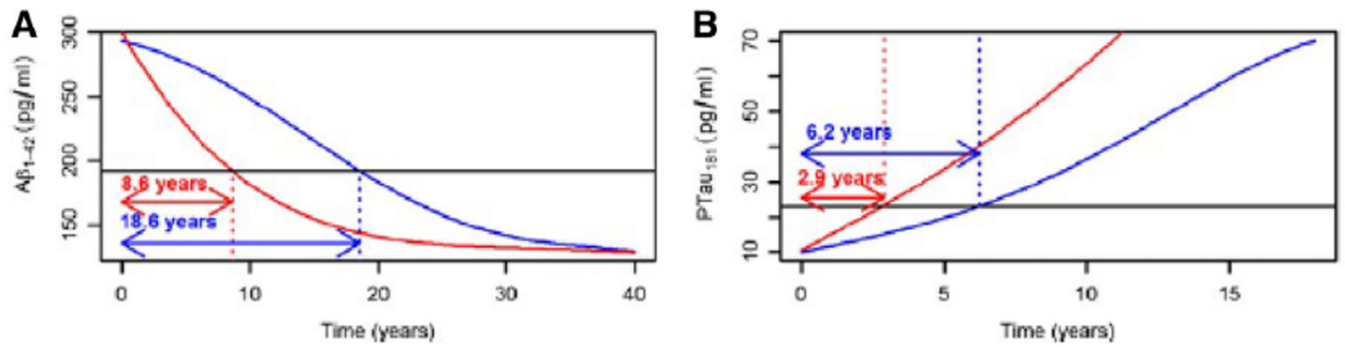 A
Aβ1–42 (pg/ml)
300
250
200
150
8.6 years
18.6 years
0 10 20 30 40
Time (years)
B
PTau181 (pg/ml)
70
50
30
10
6.2 years
2.9 years
0 5 10 15
Time (years)